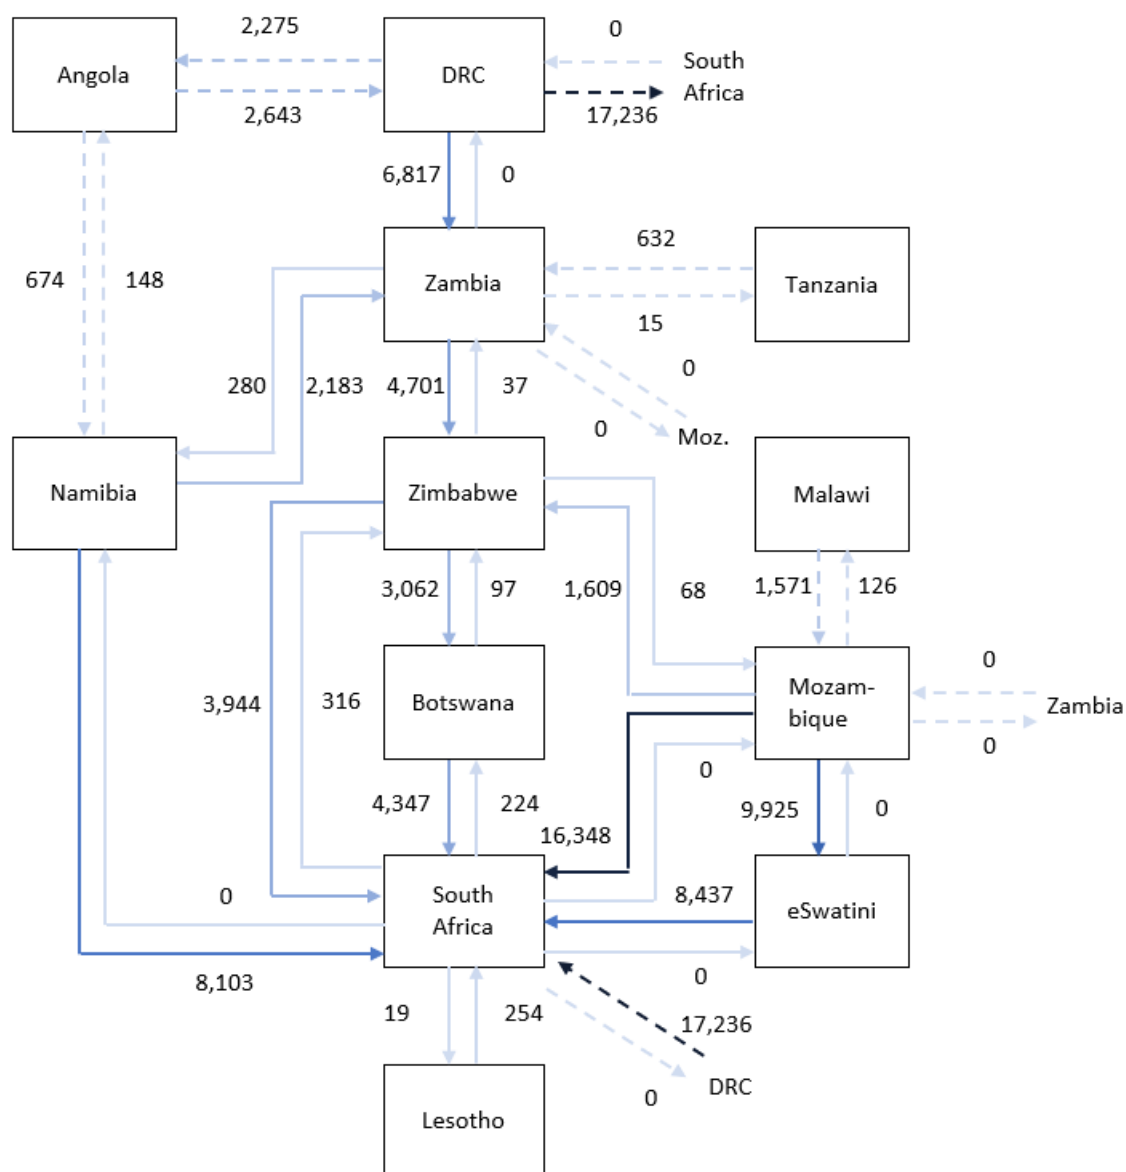 2,275
0
Angola
DRC
South
Africa
2,643
17,236
6,817
0
632
674
148
Zambia
Tanzania
15
0
280
2,183
4,701
37
0
Moz.
Namibia
Zimbabwe
Malawi
3,062
97
1,609
68
1,571
126
0
3,944
316
Botswana
Mozam-
bique
Zambia
0
0
4,347
224
9,925
0
16,348
0
South
Africa
8,437
eSwatini
8,103
0
19
254
17,236
DRC
0
Lesotho